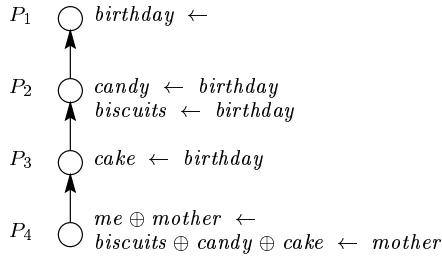 P₁ birthday ←
P₂ candy ← birthday
biscuits ← birthday
P₃ cake ← birthday
me ⊕ mother ←
P₄ biscuits ⊕ candy ⊕ cake ← mother